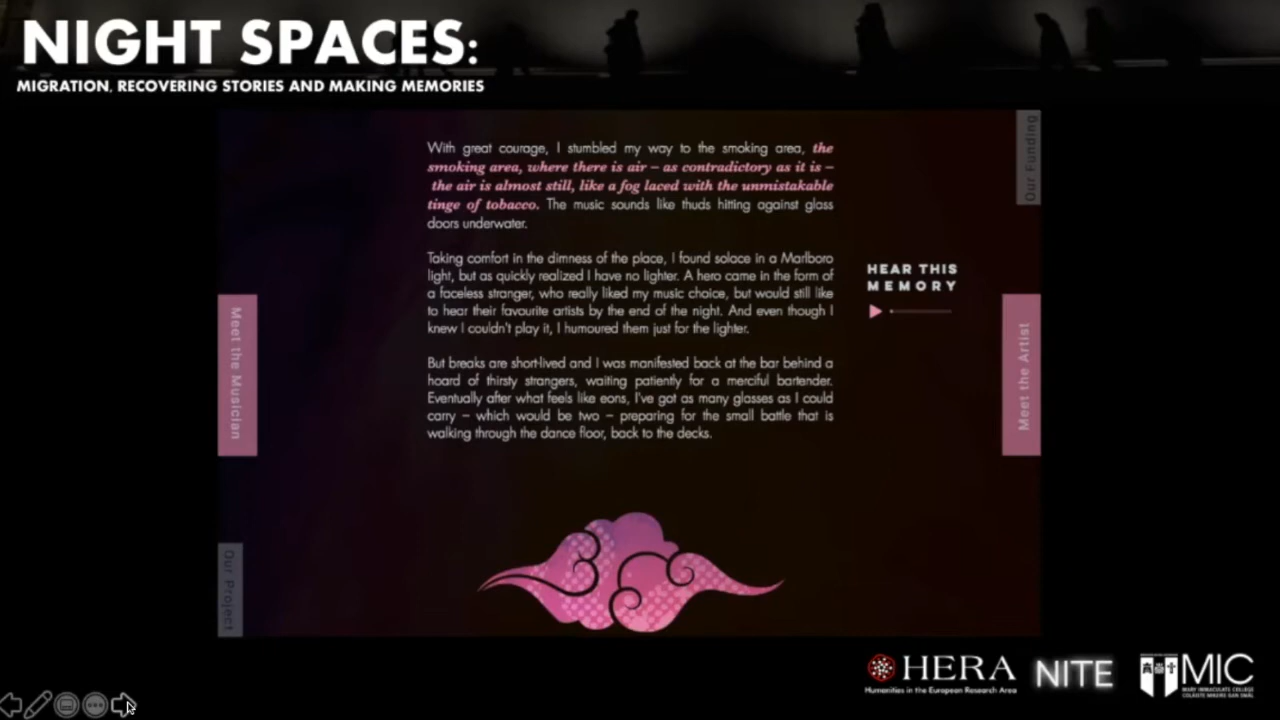 NIGHT SPACES:
MIGRATION, RECOVERING STORIES AND MAKING MEMORIES
With great courage, I stumbled my way to the smoking area, the
smoking area, where there is air – as contradictory as it is –
the air is almost still, like a fog laced with the unmistakable
tinge of tobacco. The music sounds like thuds hitting against glass
doors underwater.
Taking comfort in the dimness of the place, I found solace in a Marlboro
light, but as quickly realized I have no lighter. A hero came in the form of
a faceless stranger, who really liked my music choice, but would still like
to hear their favourite artists by the end of the night. And even though I
knew I couldn't play it, I humoured them just for the lighter.
But breaks are short-lived and I was manifested back at the bar behind a
hoard of thirsty strangers, waiting patiently for a merciful bartender.
Eventually after what feels like eons, I've got as many glasses as I could
carry – which would be two – preparing for the small battle that is
walking through the dance floor, back to the decks.
HEAR THIS
MEMORY
Our Funding
Meet the Musician
Meet the Artist
Our Project
HERA
Humanities in the European Research Area
NITE
MIC
MARY IMMACULATE COLLEGE
COLÁISTE MHUIRE GAN SMÁL